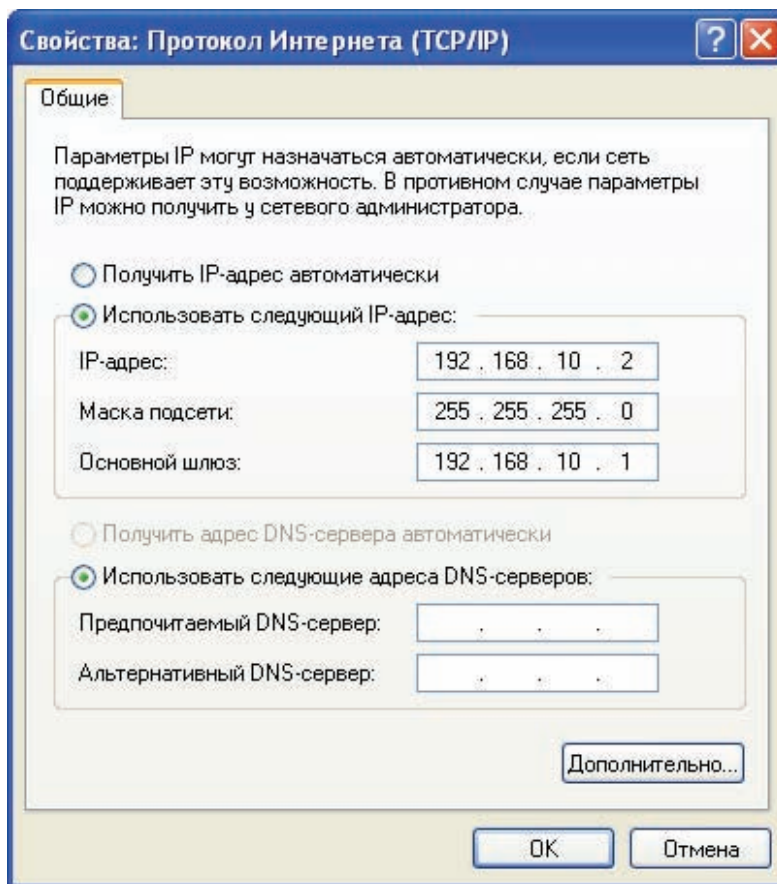 Свойства: Протокол Интернета (TCP/IP)
Общие
Параметры IP могут назначаться автоматически, если сеть
поддерживает эту возможность. В противном случае параметры
IP можно получить у сетевого администратора.
Получить IP-адрес автоматически
Использовать следующий IP-адрес:
IP-адрес: 192 . 168 . 10 . 2
Маска подсети: 255 . 255 . 255 . 0
Основной шлюз: 192 . 168 . 10 . 1
Получить адрес DNS-сервера автоматически
Использовать следующие адреса DNS-серверов:
Предпочитаемый DNS-сервер: . . .
Альтернативный DNS-сервер: . . .
Дополнительно...
OK Отмена